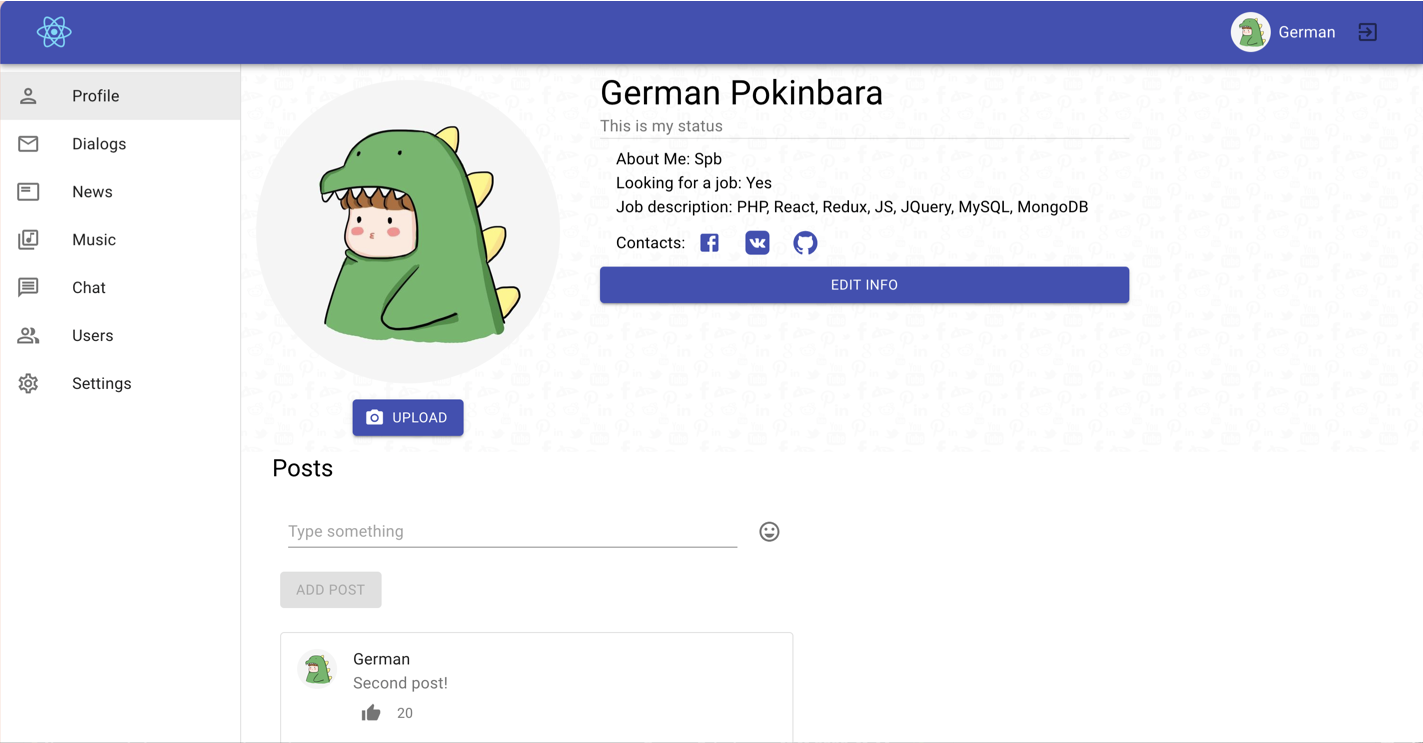 German
Profile
Dialogs
News
Music
Chat
Users
Settings
German Pokinbara
This is my status
About Me: Spb
Looking for a job: Yes
Job description: PHP, React, Redux, JS, JQuery, MySQL, MongoDB
Contacts:
EDIT INFO
UPLOAD
Posts
Type something
ADD POST
German
Second post!
20